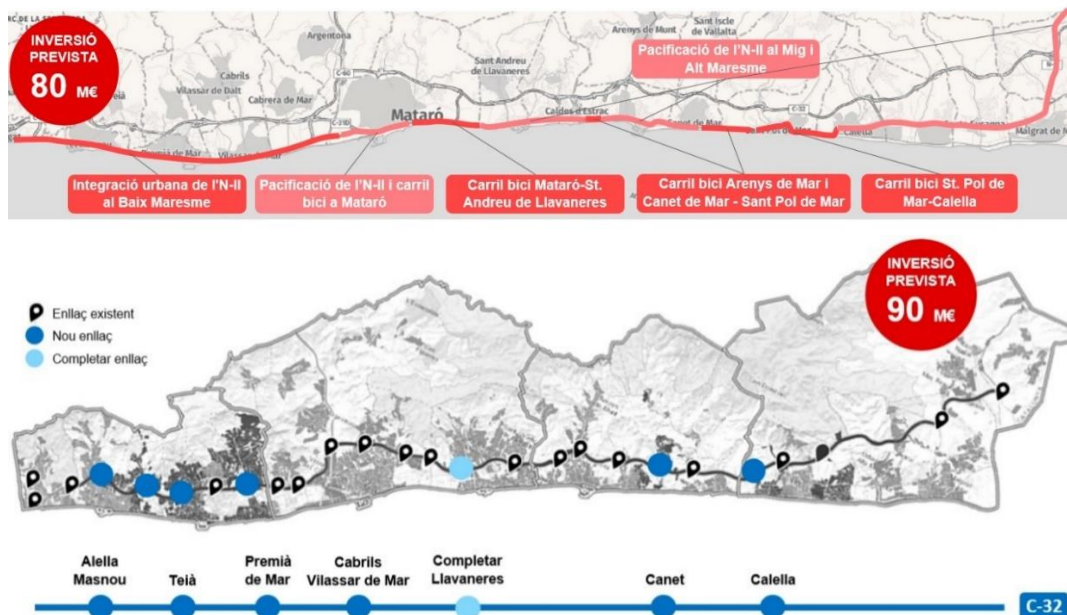 INVERSIÓ
PREVISTA
80 M€
Argentona
Cabrils
Vilassar de Dalt
Cabrera de Mar
Mataró
Sant Andreu
de Llavaneres
Caldes d'Estrac
Arenys de Munt
Sant Iscle
de Vallalta
C-60
C-32
Calella
Malgrat de
Pacificació de l'N-II al Mig i
Alt Maresme
Integració urbana de l'N-II
al Baix Maresme
Pacificació de l'N-II i carril
bici a Mataró
Carril bici Mataró-St.
Andreu de Llavaneres
Carril bici Arenys de Mar i
Canet de Mar - Sant Pol de Mar
Carril bici St. Pol de
Mar-Calella
INVERSIÓ
PREVISTA
90 M€
Enllaç existent
Nou enllaç
Completar enllaç
Alella
Masnou
Teià
Premià
de Mar
Cabrils
Vilassar de Mar
Completar
Llavaneres
Canet
Calella
C-32